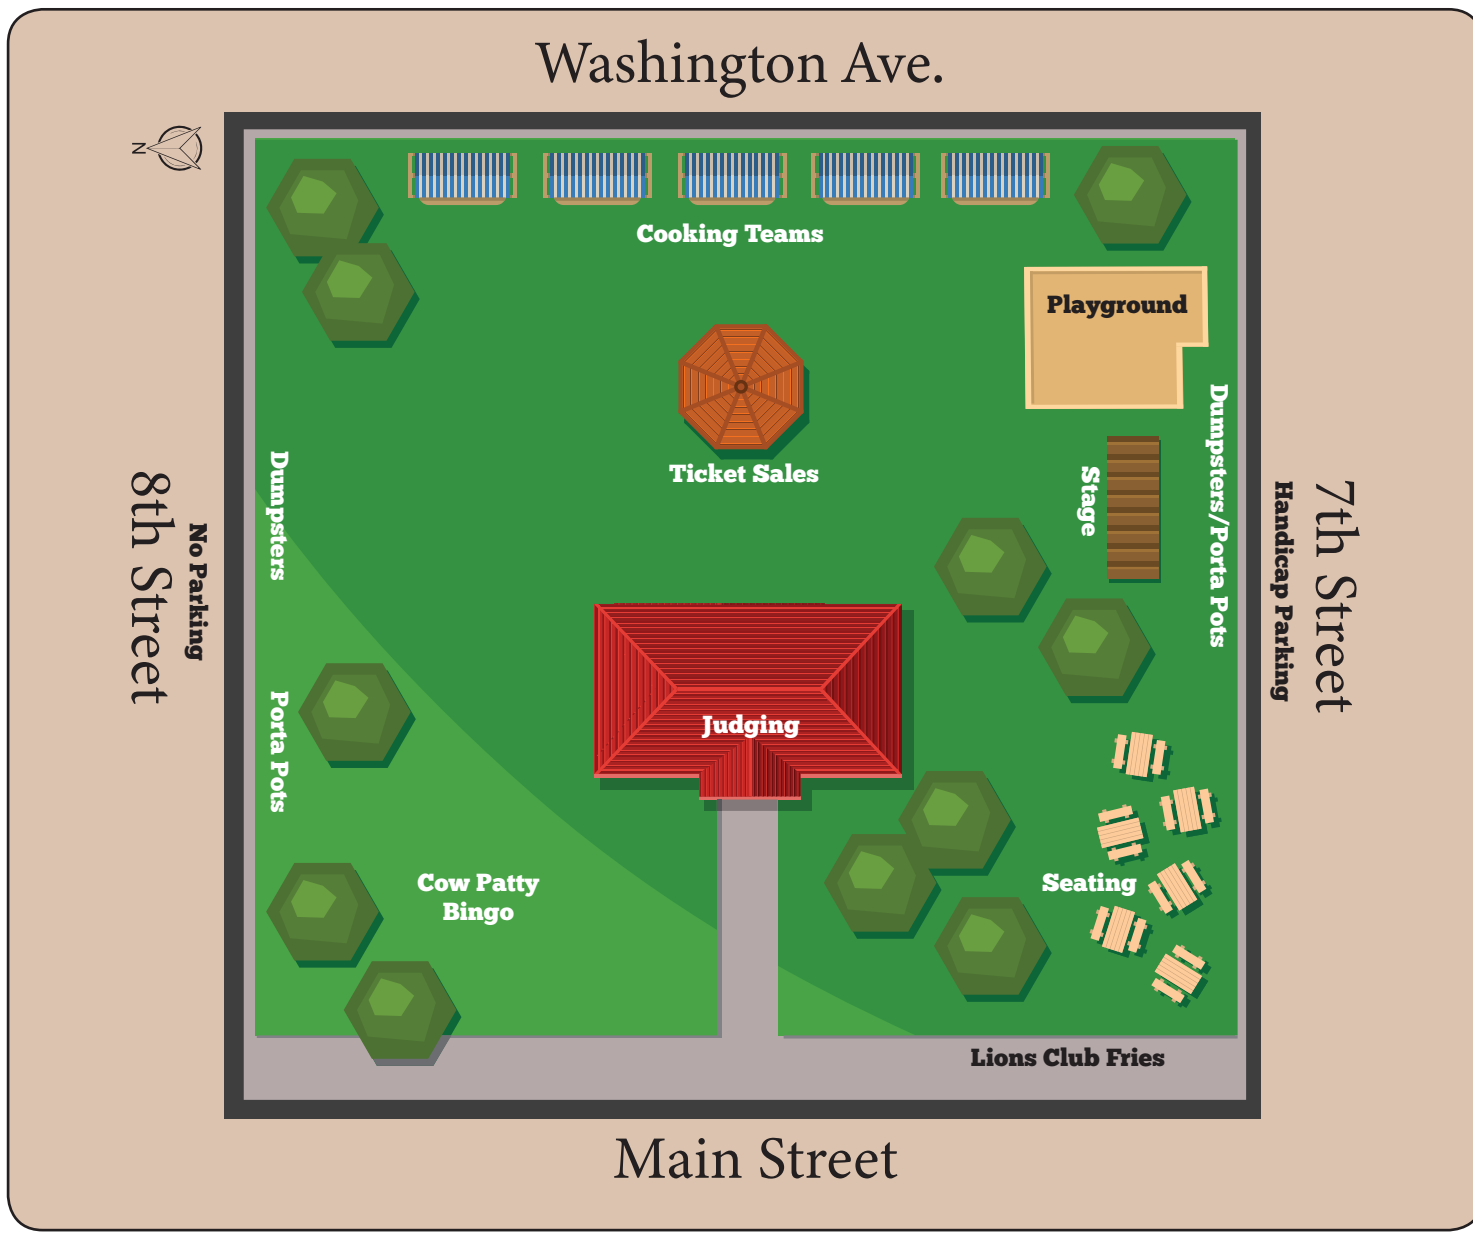 Washington Ave.
N
Cooking Teams
Playground
Ticket Sales
Dumpsters
Stage
Dumpsters/Porta Pots
8th Street
No Parking
Handicap Parking
7th Street
Judging
Porta Pots
Cow Patty
Bingo
Seating
Lions Club Fries
Main Street